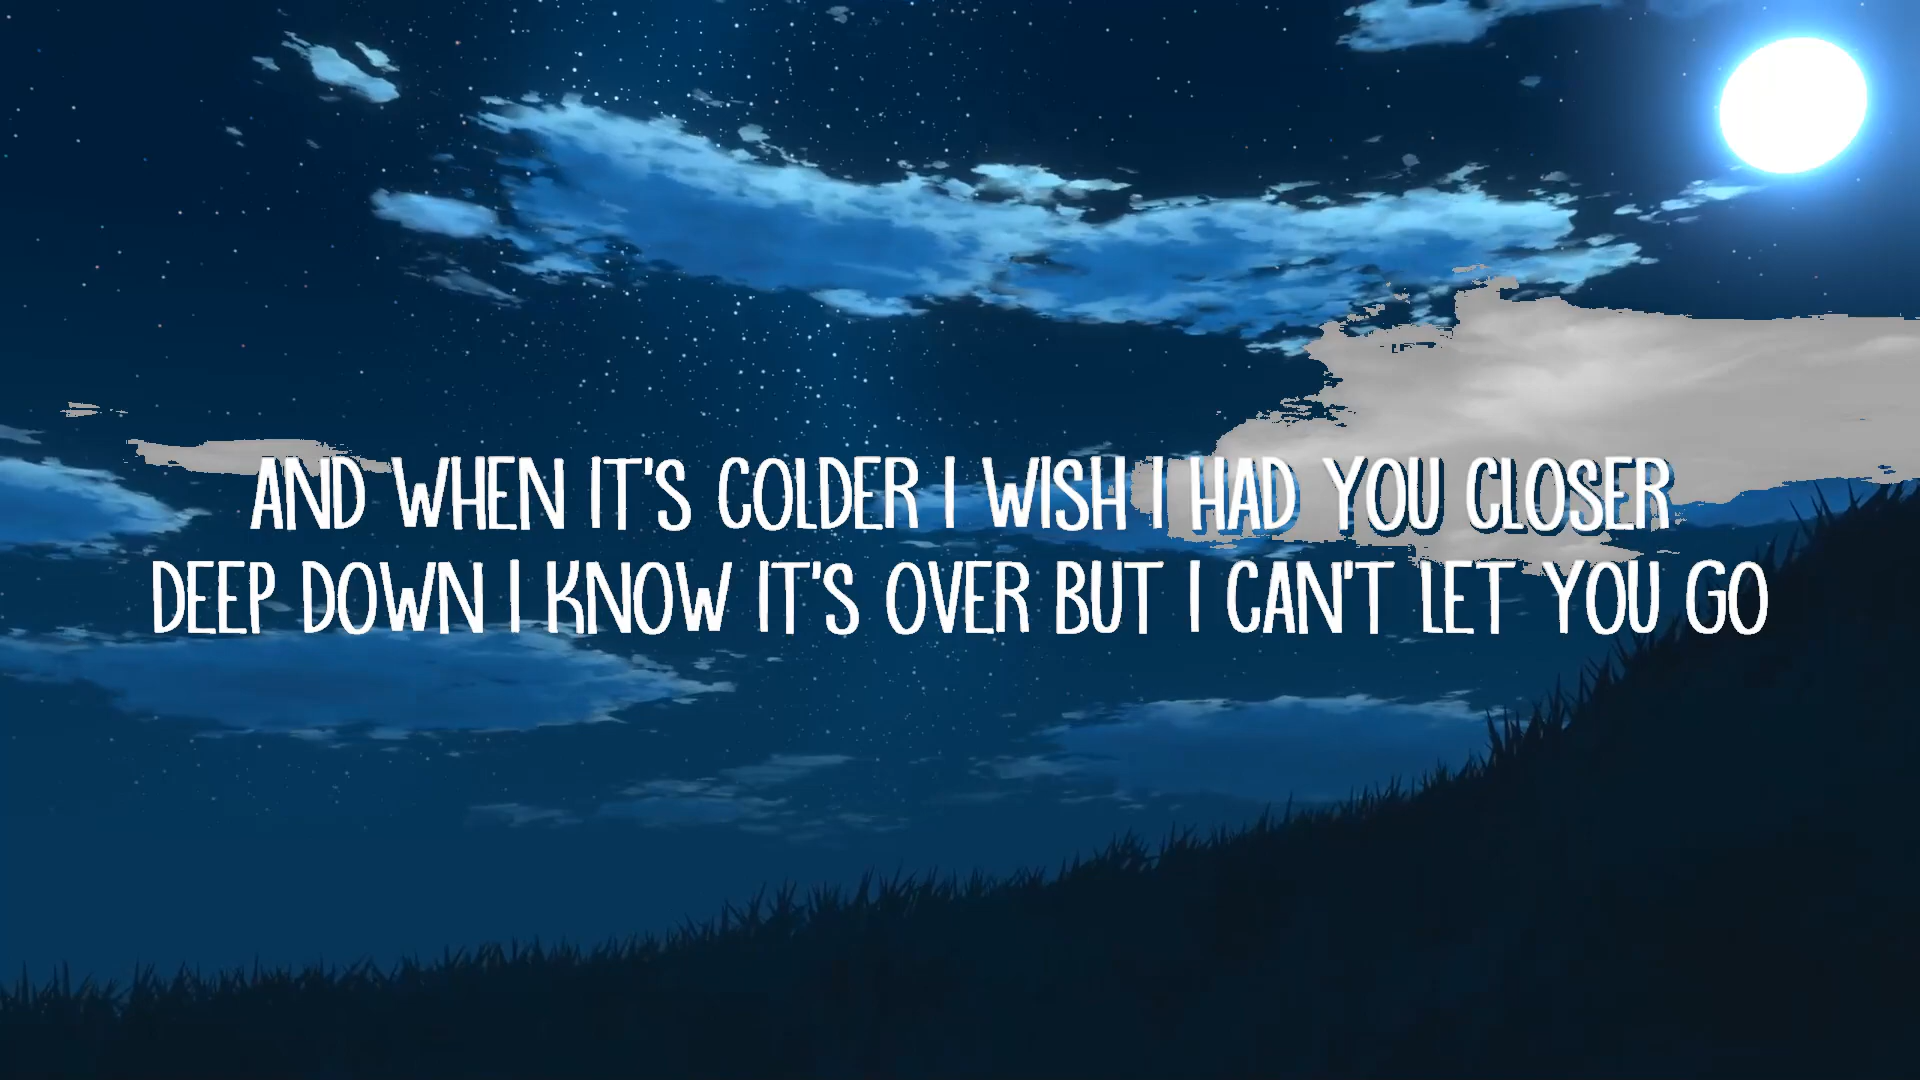 AND WHEN IT'S COLDER I WISH I HAD YOU CLOSER
DEEP DOWN I KNOW IT'S OVER BUT I CAN'T LET YOU GO